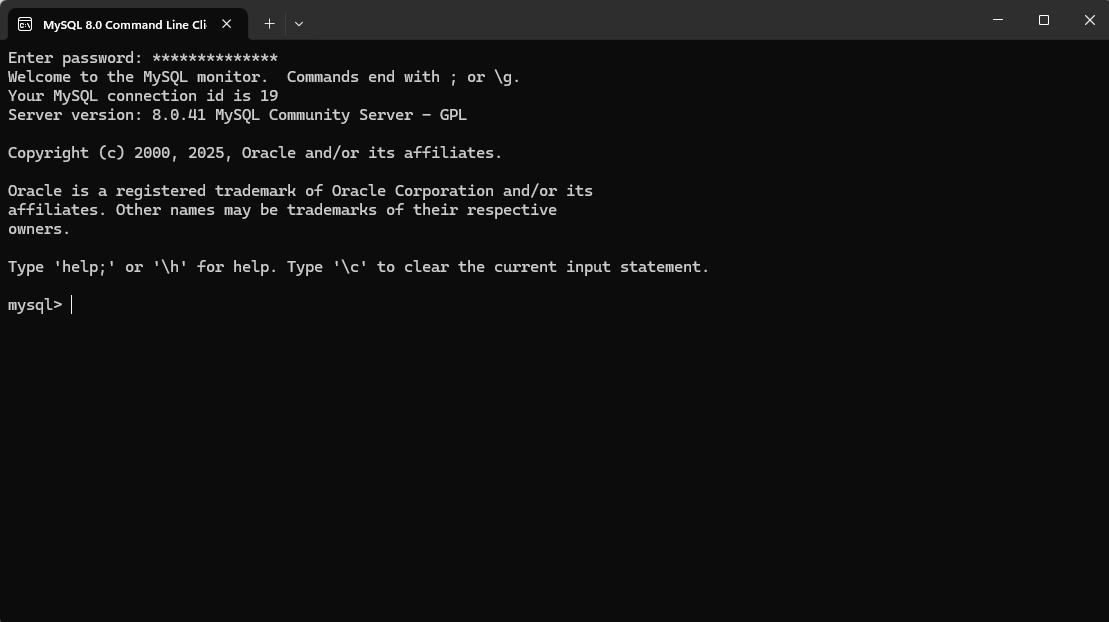 MySQL 8.0 Command Line Cli
Enter password: **************
Welcome to the MySQL monitor.  Commands end with ; or \g.
Your MySQL connection id is 19
Server version: 8.0.41 MySQL Community Server - GPL
Copyright (c) 2000, 2025, Oracle and/or its affiliates.
Oracle is a registered trademark of Oracle Corporation and/or its
affiliates. Other names may be trademarks of their respective
owners.
Type 'help;' or '\h' for help. Type '\c' to clear the current input statement.
mysql>